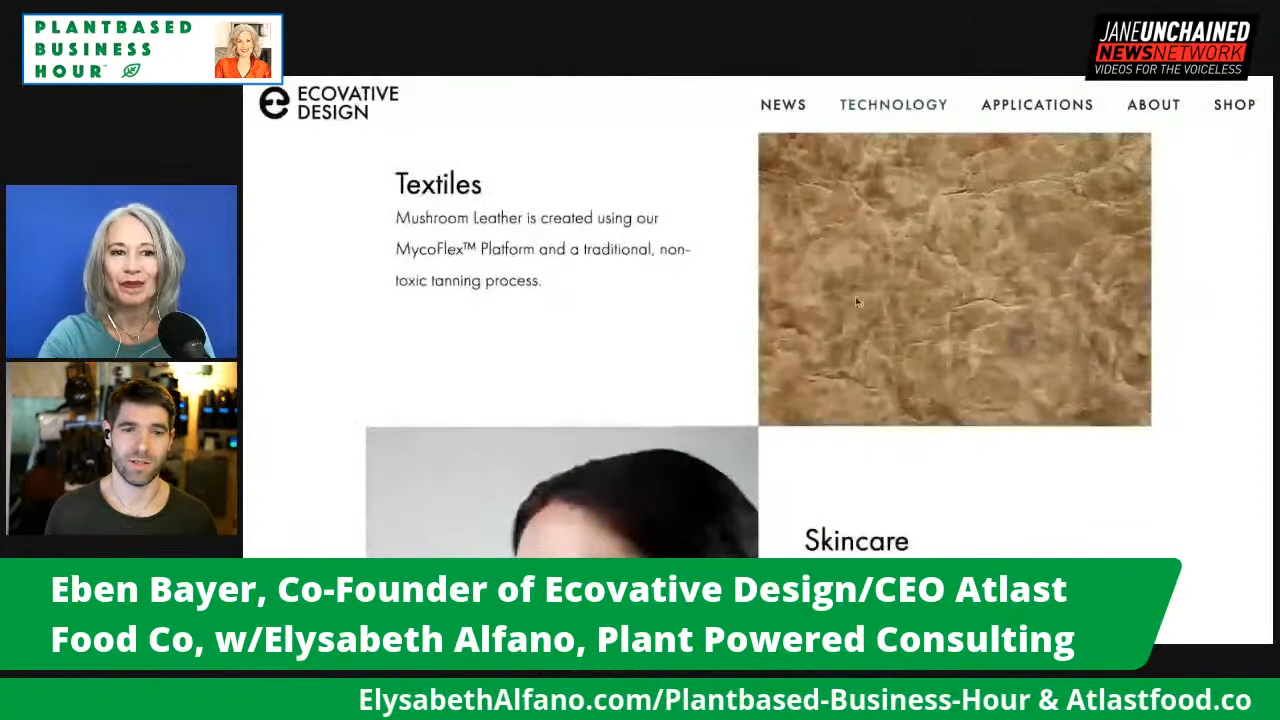 PLANTBASED
BUSINESS
HOUR
JANEUNCHAINED
NEWSNETWORK
VIDEOS FOR THE VOICELESS
ECOVATIVE
DESIGN
NEWS TECHNOLOGY APPLICATIONS ABOUT SHOP
Textiles
Mushroom Leather is created using our
MycoFlex™ Platform and a traditional, non-
toxic tanning process.
Skincare
Eben Bayer, Co-Founder of Ecovative Design/CEO Atlast
Food Co, w/Elysabeth Alfano, Plant Powered Consulting
ElysabethAlfano.com/Plantbased-Business-Hour & Atlastfood.co